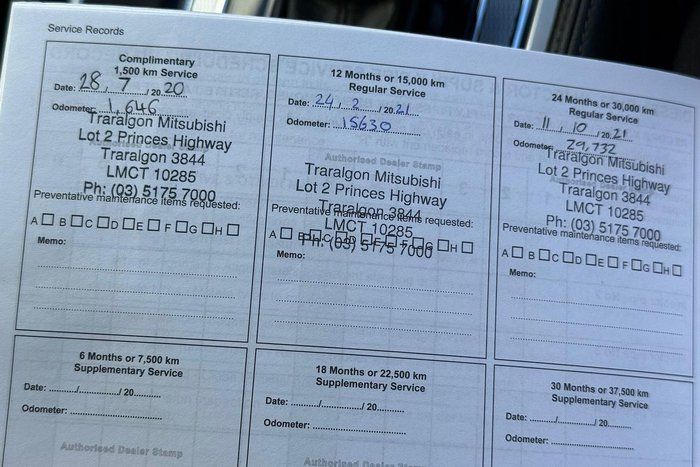 Service Records
Complimentary
1,500 km Service
Date: 28 / 7 / 20 20
Odometer: 1,646
Traralgon Mitsubishi
Lot 2 Princes Highway
Traralgon 3844
LMCT 10285
Ph: (03) 5175 7000
Preventative maintenance items requested:
A B C D E F G H
Memo:
12 Months or 15,000 km
Regular Service
Date: 24 / 2 / 20 21
Odometer: 15630
Authorised Dealer Stamp
Traralgon Mitsubishi
Lot 2 Princes Highway
Traralgon 3844
Preventative maintenance items requested:
LMCT 10285
A B C D E F G H
Ph: (03) 5175 7000
Memo:
24 Months or 30,000 km
Regular Service
Date: 11 / 10 / 20 21
Odometer: 29,732
Traralgon Mitsubishi
Lot 2 Princes Highway
Traralgon 3844
LMCT 10285
Ph: (03) 5175 7000
Preventative maintenance items requested:
A B C D E F G H
Memo:
6 Months or 7,500 km
Supplementary Service
Date: / / 20
Odometer:
Authorised Dealer Stamp
18 Months or 22,500 km
Supplementary Service
Date: / / 20
Odometer:
Authorised Dealer Stamp
30 Months or 37,500 km
Supplementary Service
Date: / / 20
Odometer: